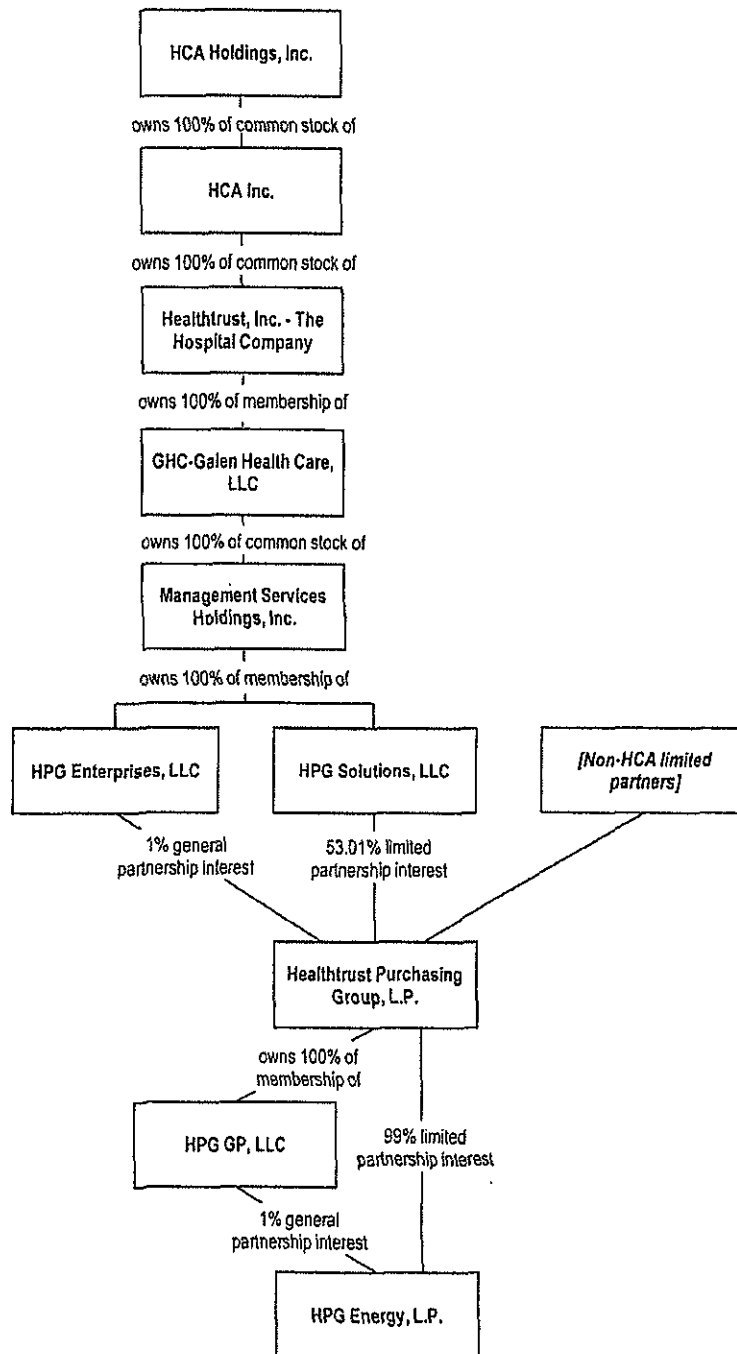 HCA Holdings, Inc.
owns 100% of common stock of
HCA Inc.
owns 100% of common stock of
Healthtrust, Inc. - The
Hospital Company
owns 100% of membership of
GHC-Galen Health Care,
LLC
owns 100% of common stock of
Management Services
Holdings, Inc.
owns 100% of membership of
HPG Enterprises, LLC
HPG Solutions, LLC
[Non-HCA limited
partners]
1% general
partnership interest
53.01% limited
partnership interest
Healthtrust Purchasing
Group, L.P.
owns 100% of
membership of
HPG GP, LLC
99% limited
partnership interest
1% general
partnership interest
HPG Energy, L.P.